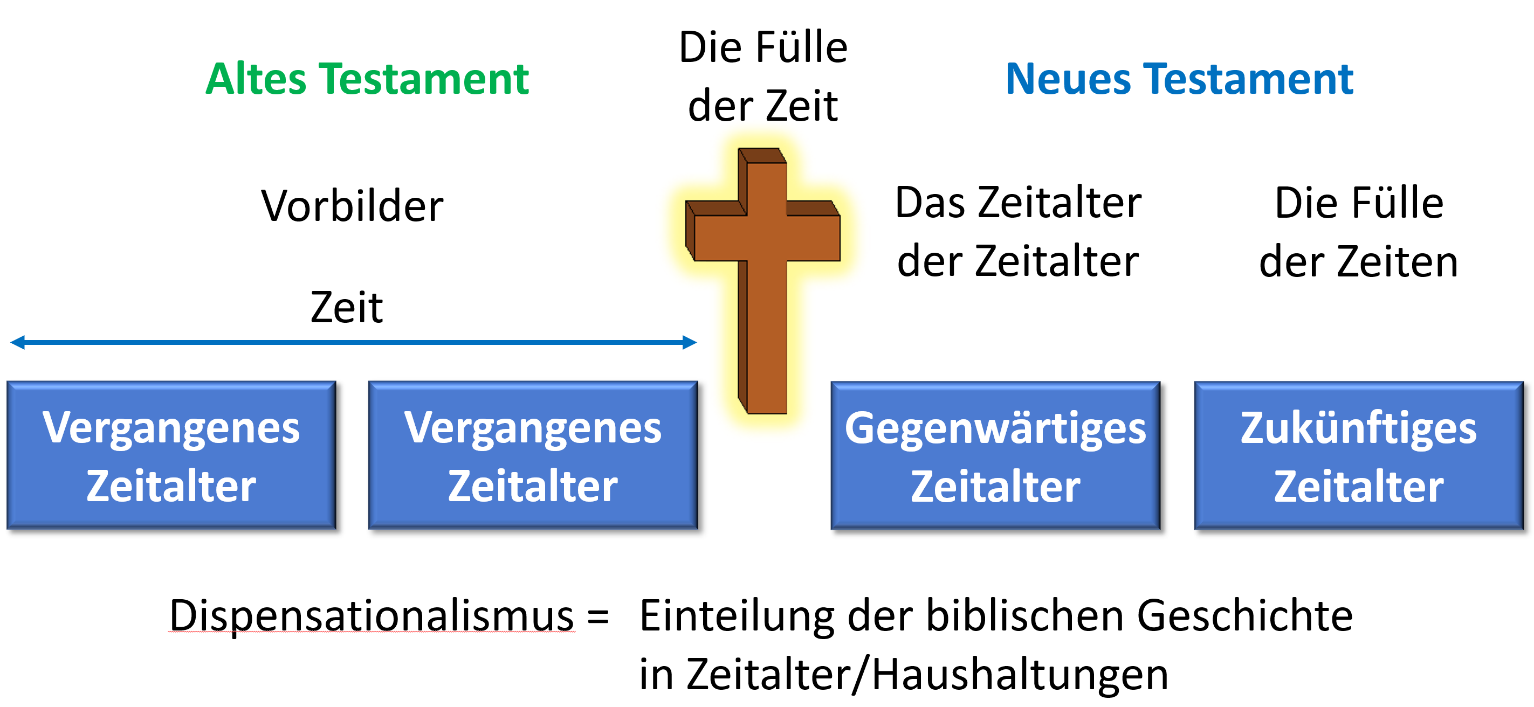 Altes Testament
Die Fülle
der Zeit
Neues Testament
Vorbilder
Das Zeitalter
der Zeitalter
Die Fülle
der Zeiten
Zeit
Vergangenes
Zeitalter
Vergangenes
Zeitalter
Gegenwärtiges
Zeitalter
Zukünftiges
Zeitalter
Dispensationalismus = Einteilung der biblischen Geschichte
in Zeitalter/Haushaltungen